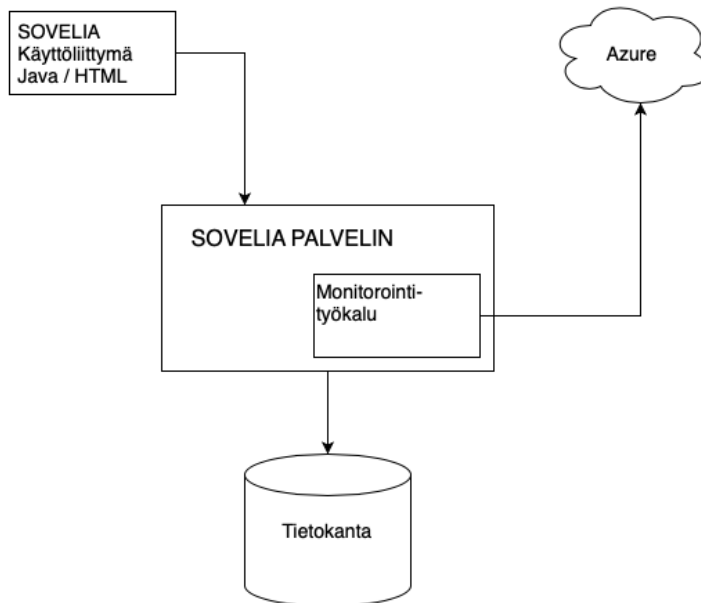 SOVELIA
Käyttöliittymä
Java / HTML
Azure
SOVELIA PALVELIN
Monitorointi-
työkalu
Tietokanta